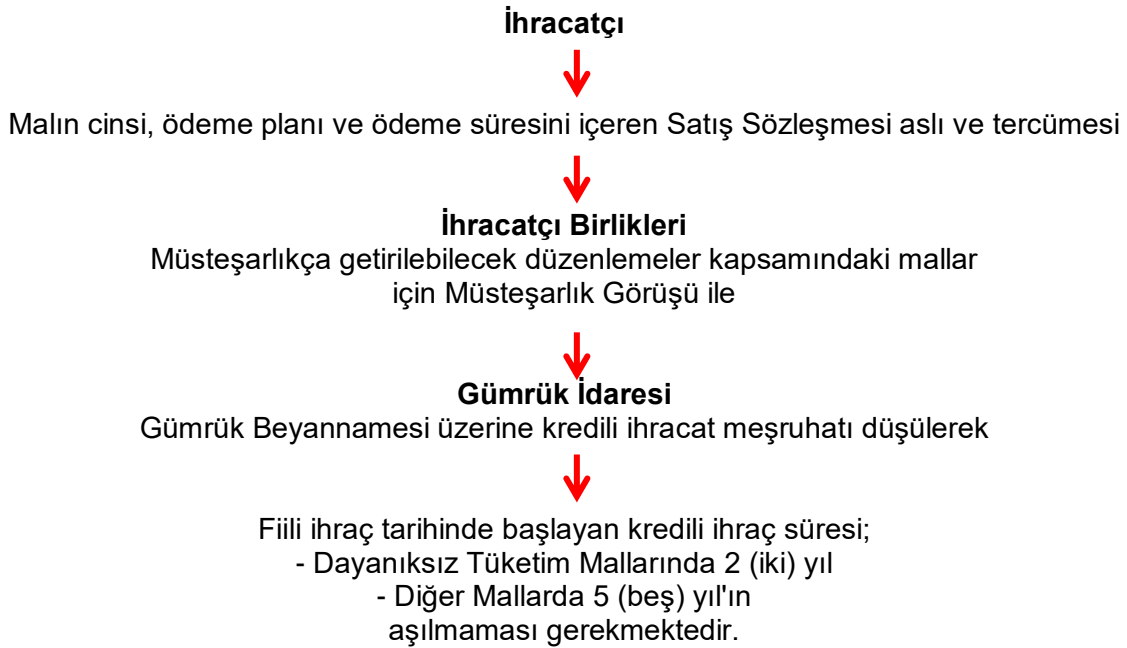 İhracatçı
Malın cinsi, ödeme planı ve ödeme süresini içeren Satış Sözleşmesi aslı ve tercümesi
İhracatçı Birlikleri
Müsteşarlıkça getirilebilecek düzenlemeler kapsamındaki mallar
için Müsteşarlık Görüşü ile
Gümrük İdaresi
Gümrük Beyannamesi üzerine kredili ihracat meşruhatı düşülerek
Fiili ihraç tarihinde başlayan kredili ihraç süresi;
- Dayanıksız Tüketim Mallarında 2 (iki) yıl
- Diğer Mallarda 5 (beş) yıl'ın
aşılmaması gerekmektedir.